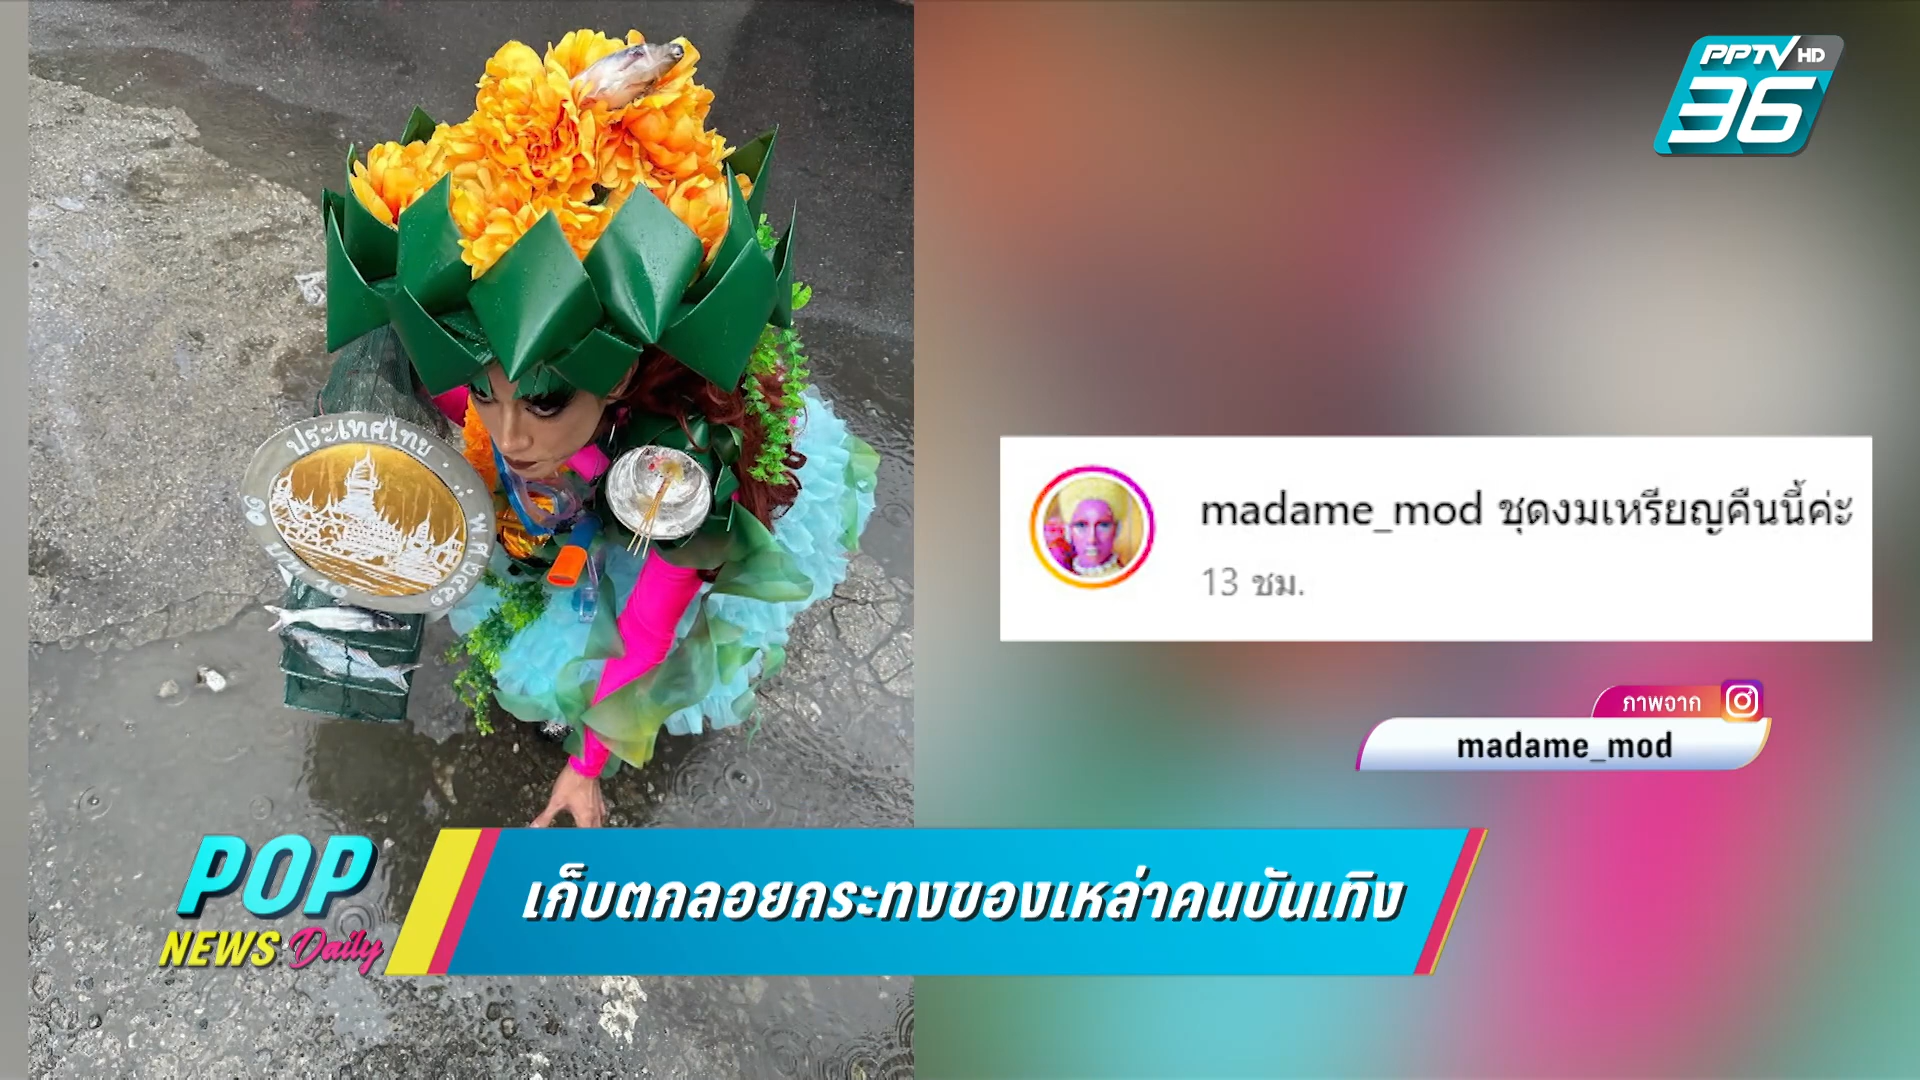 PPTV HD
36
ประเทศไทย
madame_mod ชุดงมเหรียญคืนนี้ค่ะ
13 ชม.
ภาพจาก
madame_mod
POP
NEWS Daily
เก็บตกลอยกระทงของเหล่าคนบันเทิง